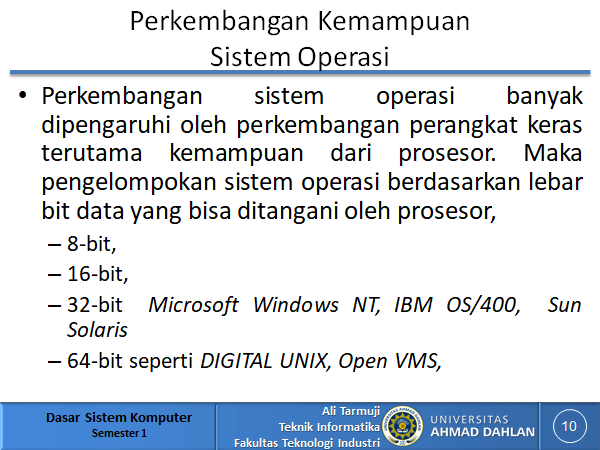 Perkembangan Kemampuan
Sistem Operasi
• Perkembangan sistem operasi banyak
dipengaruhi oleh perkembangan perangkat keras
terutama kemampuan dari prosesor. Maka
pengelompokan sistem operasi berdasarkan lebar
bit data yang bisa ditangani oleh prosesor,
– 8-bit,
– 16-bit,
– 32-bit Microsoft Windows NT, IBM OS/400, Sun
Solaris
– 64-bit seperti DIGITAL UNIX, Open VMS,
Dasar Sistem Komputer
Semester 1
Ali Tarmuji
Teknik Informatika
Fakultas Teknologi Industri
UNIVERSITAS
AHMAD DAHLAN
10